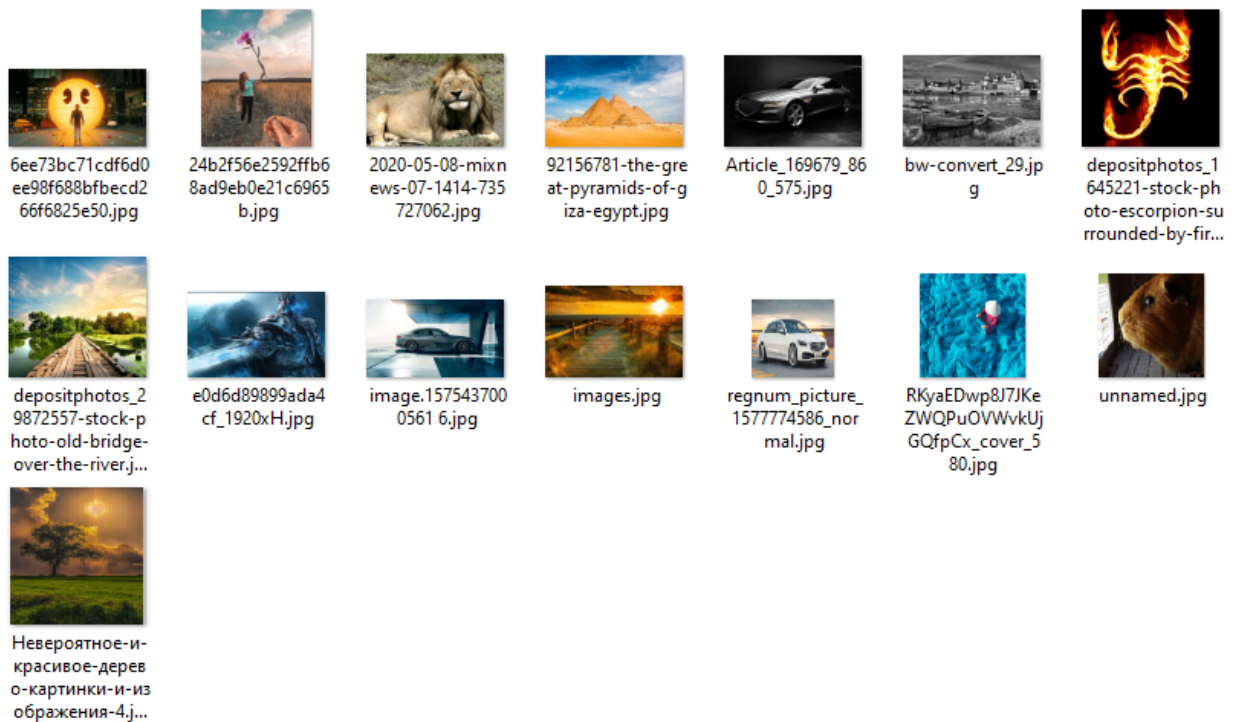 6ee73bc71cdf6d0
ee98f688bfbecd2
66f6825e50.jpg
24b2f56e2592ffb6
8ad9eb0e21c6965
b.jpg
2020-05-08-mixn
ews-07-1414-735
727062.jpg
92156781-the-gre
at-pyramids-of-g
iza-egypt.jpg
Article_169679_86
0_575.jpg
bw-convert_29.jp
g
depositphotos_1
645221-stock-ph
oto-escorpion-su
rrounded-by-fir...
depositphotos_2
9872557-stock-p
hoto-old-bridge-
over-the-river.j...
e0d6d89899ada4
cf_1920xH.jpg
image.157543700
0561 6.jpg
images.jpg
regnum_picture_
1577774586_nor
mal.jpg
RKyaEDwp8J7JKe
ZWQPuOVWvkUj
GQfpCx_cover_5
80.jpg
unnamed.jpg
Невероятное-и-
красивое-дерев
о-картинки-и-из
ображения-4.j...